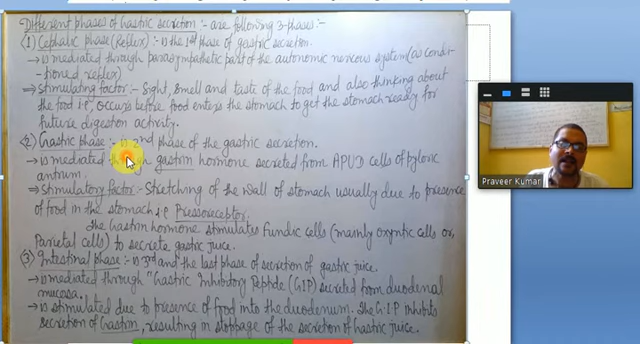 Different phases of Gastric secretion :- are following 3-phases :-
(1) Cephalic phase (Reflux) :- is the 1st phase of gastric secretion.
→ is mediated through parasympathetic part of the autonomic nervous system (as condi-
-tioned reflux)
⇒ Stimulating factor - Sight, Smell and taste of the food and also thinking about
the food i.e, occurs before food enters the stomach to get the stomach ready for
future digestion activity.
(2) Gastric phase :- is 2nd phase of the gastric secretion.
→ is mediated through gastrin hormone secreted from APUD cells of pyloric
antrum.
⇒ Stimulatory factor - Stretching of the wall of stomach usually due to presence
of food in the stomach i.e Pressoreceptor.
The Gastrin hormone stimulates Fundic cells (mainly oxyntic cells or,
Parietal cells) to secrete gastric juice.
(3) Intestinal phase :- is 3rd and the last phase of secretion of gastric juice.
→ is mediated through "Gastric Inhibitory Peptide (GIP) secreted from duodenal
mucosa.
→ is stimulated due to presence of food into the duodenum. The G.I.P inhibits
secretion of Gastrin, resulting in stoppage of the secretion of Gastric juice.
Praveer Kumar